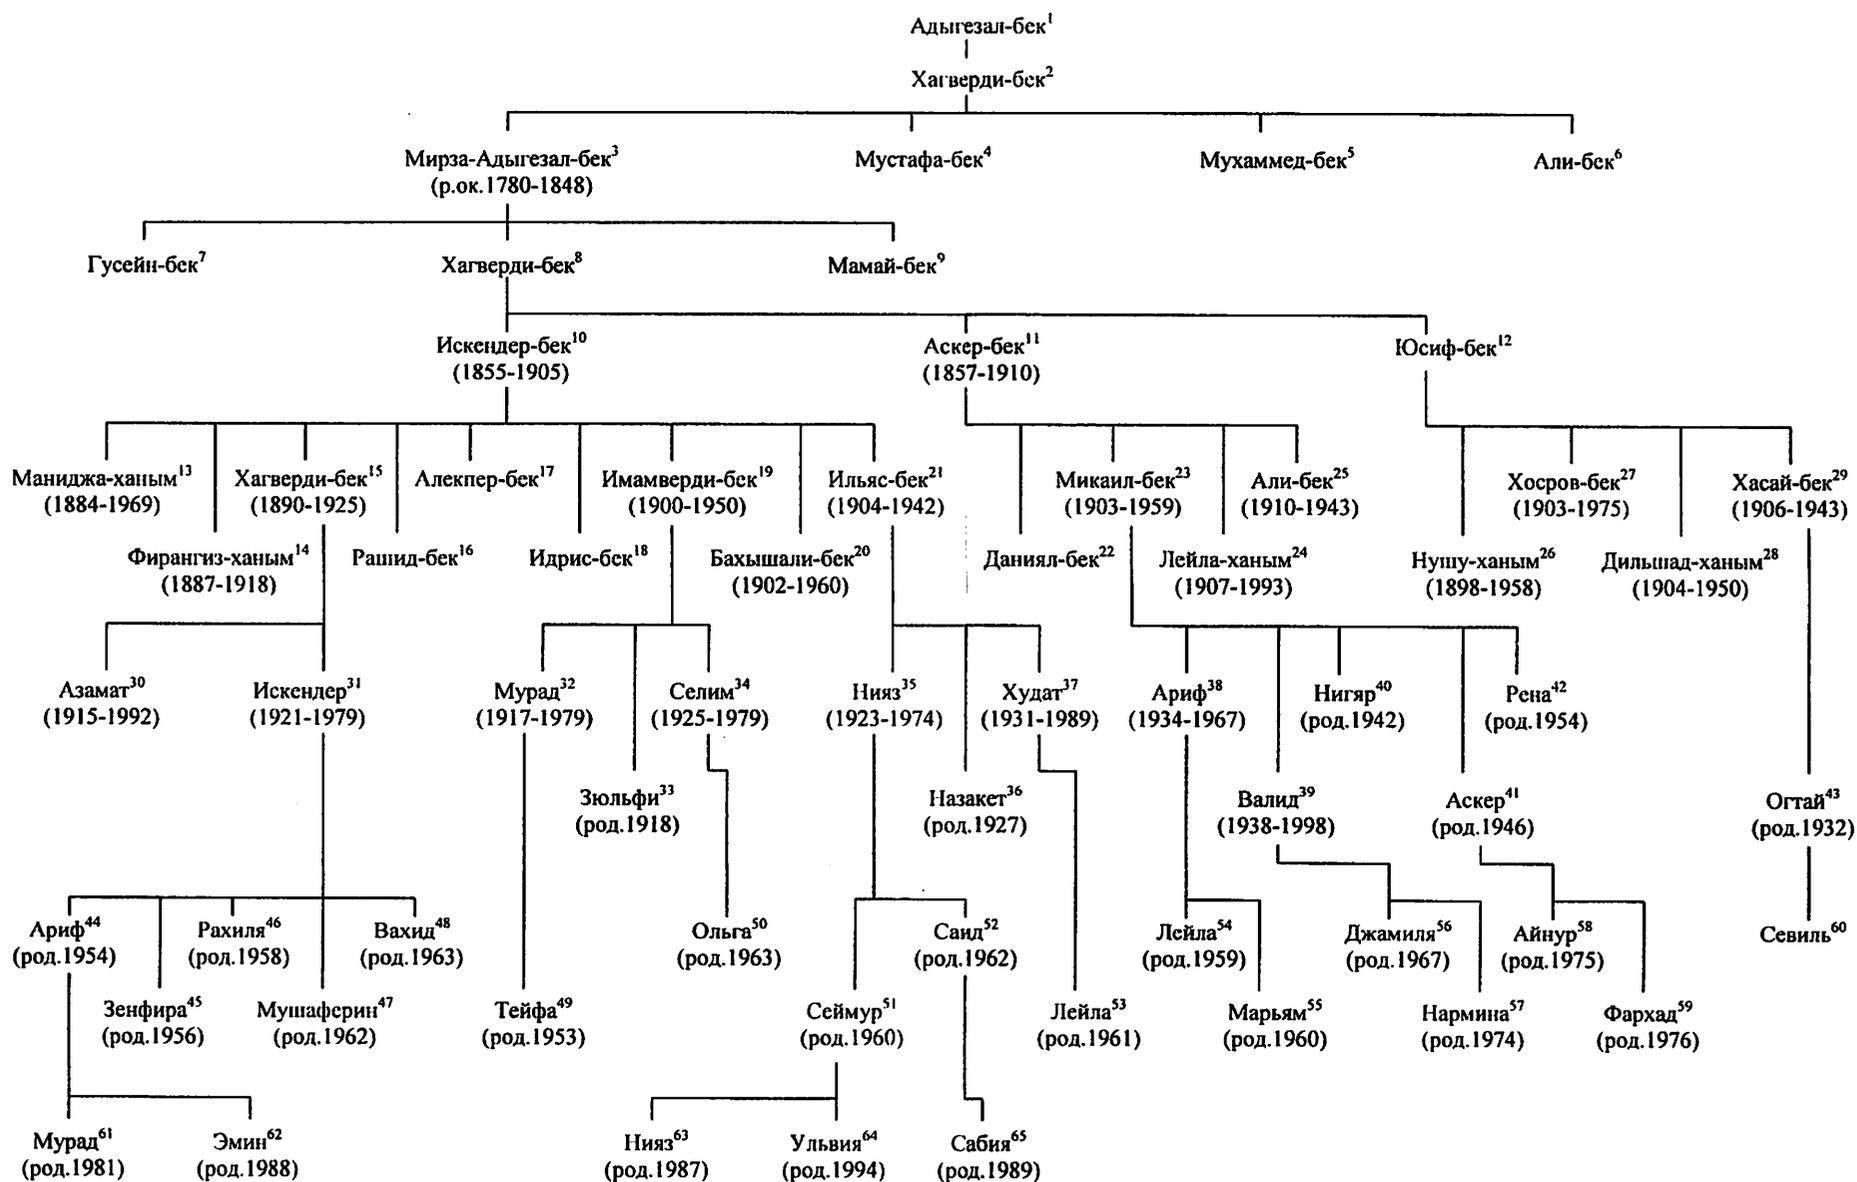 Адыгезал-бек¹
Хагверди-бек²
Мирза-Адыгезал-бек³ Мустафа-бек⁴ Мухаммед-бек⁵ Али-бек⁶
(р.ок.1780-1848)
Гусейн-бек⁷ Хагверди-бек⁸ Мамай-бек⁹
Искендер-бек¹⁰ Аскер-бек¹¹ Юсиф-бек¹²
(1855-1905) (1857-1910)
Маниджа-ханым¹³ Хагверди-бек¹⁵ Алекпер-бек¹⁷ Имамверди-бек¹⁹ Ильяс-бек²¹ Микаил-бек²³ Али-бек²⁵ Хосров-бек²⁷ Хасай-бек²⁹
(1884-1969) (1890-1925) (1900-1950) (1904-1942) (1903-1959) (1910-1943) (1903-1975) (1906-1943)
Фирангиз-ханым¹⁴ Рашид-бек¹⁶ Идрис-бек¹⁸ Бахышали-бек²⁰ Даниял-бек²² Лейла-ханым²⁴ Нушу-ханым²⁶ Дильшад-ханым²⁸
(1887-1918) (1902-1960) (1907-1993) (1898-1958) (1904-1950)
Азамат³⁰ Искендер³¹ Мурад³² Селим³⁴ Нияз³⁵ Худат³⁷ Ариф³⁸ Нигяр⁴⁰ Рена⁴²
(1915-1992) (1921-1979) (1917-1979) (1925-1979) (1923-1974) (1931-1989) (1934-1967) (род.1942) (род.1954)
Зюльфи³³ Назакет³⁶ Валид³⁹ Аскер⁴¹ Огтай⁴³
(род.1918) (род.1927) (1938-1998) (род.1946) (род.1932)
Ариф⁴⁴ Рахиля⁴⁶ Вахид⁴⁸ Ольга⁵⁰ Саид⁵² Лейла⁵⁴ Джамиля⁵⁶ Айнур⁵⁸ Севиль⁶⁰
(род.1954) (род.1958) (род.1963) (род.1963) (род.1962) (род.1959) (род.1967) (род.1975)
Зенфира⁴⁵ Мушаферин⁴⁷ Тейфа⁴⁹ Сеймур⁵¹ Лейла⁵³ Марьям⁵⁵ Нармина⁵⁷ Фархад⁵⁹
(род.1956) (род.1962) (род.1953) (род.1960) (род.1961) (род.1960) (род.1974) (род.1976)
Мурад⁶¹ Эмин⁶² Нияз⁶³ Ульвия⁶⁴ Сабия⁶⁵
(род.1981) (род.1988) (род.1987) (род.1994) (род.1989)